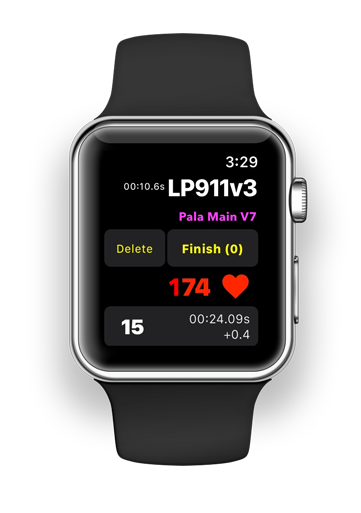 3:29
00:10.6s LP911v3
Pala Main V7
Delete Finish (0)
174
15 00:24.09s
+0.4